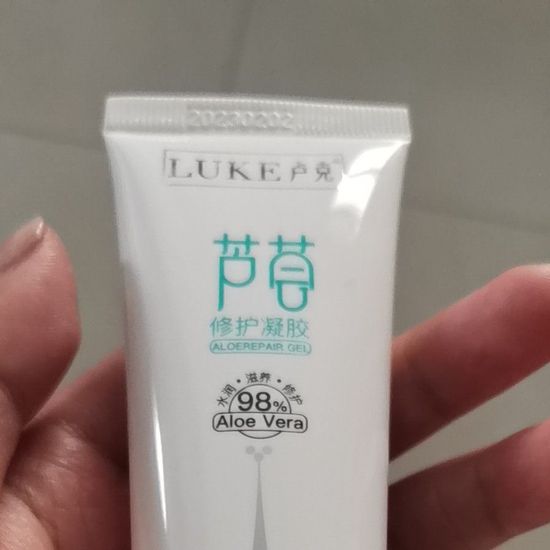 20220202
LUKE卢克
芦荟
修护凝胶
ALOEREPAIR GEL
水润·滋养·修护
98%
Aloe Vera